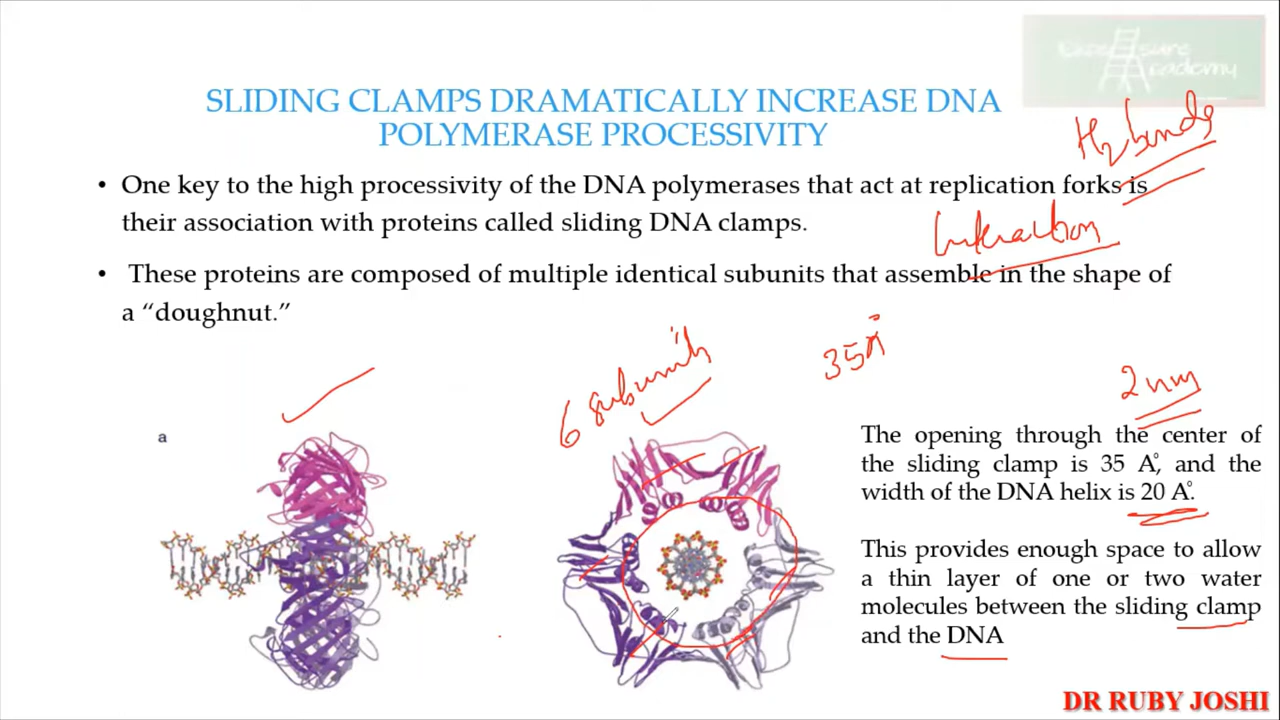 SLIDING CLAMPS DRAMATICALLY INCREASE DNA
POLYMERASE PROCESSIVITY
H2 bonds
• One key to the high processivity of the DNA polymerases that act at replication forks is
their association with proteins called sliding DNA clamps.
Interaction
• These proteins are composed of multiple identical subunits that assemble in the shape of
a “doughnut.”
6 subunits
35 Å
2 nm
a
The opening through the center of
the sliding clamp is 35 A°, and the
width of the DNA helix is 20 A°.
This provides enough space to allow
a thin layer of one or two water
molecules between the sliding clamp
and the DNA
DR RUBY JOSHI